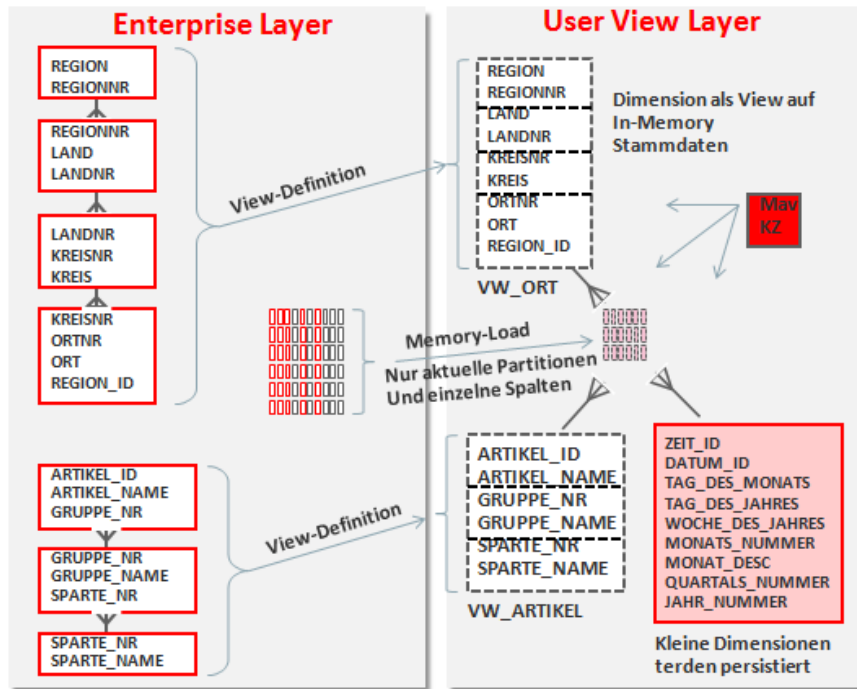 Enterprise Layer
REGION
REGIONNR
REGIONNR
LAND
LANDNR
LANDNR
KREISNR
KREIS
KREISNR
ORTNR
ORT
REGION_ID
View-Definition
Memory-Load
Nur aktuelle Partitionen
Und einzelne Spalten
ARTIKEL_ID
ARTIKEL_NAME
GRUPPE_NR
GRUPPE_NR
GRUPPE_NAME
SPARTE_NR
SPARTE_NR
SPARTE_NAME
View-Definition
User View Layer
REGION
REGIONNR
LAND
LANDNR
KREISNR
KREIS
ORTNR
ORT
REGION_ID
VW_ORT
Dimension als View auf
In-Memory
Stammdaten
Mav
KZ
ARTIKEL_ID
ARTIKEL_NAME
GRUPPE_NR
GRUPPE_NAME
SPARTE_NR
SPARTE_NAME
VW_ARTIKEL
ZEIT_ID
DATUM_ID
TAG_DES_MONATS
TAG_DES_JAHRES
WOCHE_DES_JAHRES
MONATS_NUMMER
MONAT_DESC
QUARTALS_NUMMER
JAHR_NUMMER
Kleine Dimensionen
terden persistiert